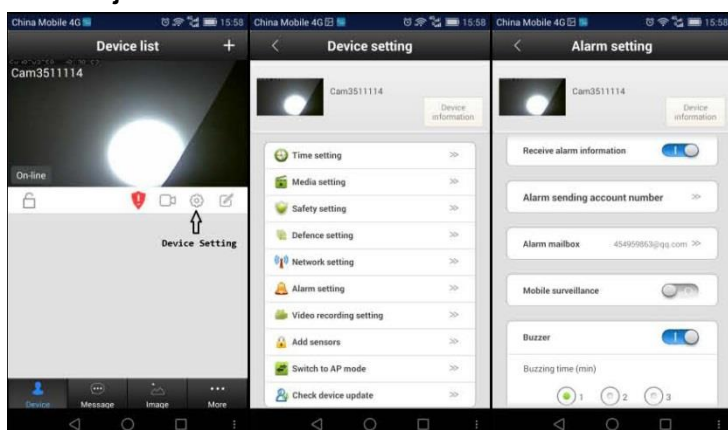 China Mobile 4G
15:58
Device list
+
Cam3511114
On-line
Device Setting
Device
Message
Image
More
China Mobile 4G
15:58
Device setting
Cam3511114
Device
information
Time setting
Media setting
Safety setting
Defence setting
Network setting
Alarm setting
Video recording setting
Add sensors
Switch to AP mode
Check device update
China Mobile 4G
15:58
Alarm setting
Cam3511114
Device
information
Receive alarm information
Alarm sending account number
Alarm mailbox 454959863@qq.com
Mobile surveillance
Buzzer
Buzzing time (min)
1 2 3